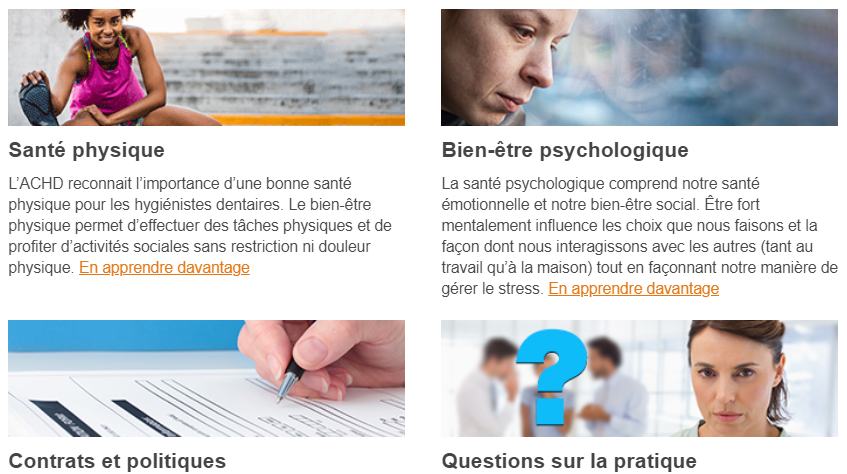 Santé physique
L’ACHD reconnait l’importance d’une bonne santé
physique pour les hygiénistes dentaires. Le bien-être
physique permet d’effectuer des tâches physiques et de
profiter d’activités sociales sans restriction ni douleur
physique. En apprendre davantage
Bien-être psychologique
La santé psychologique comprend notre santé
émotionnelle et notre bien-être social. Être fort
mentalement influence les choix que nous faisons et la
façon dont nous interagissons avec les autres (tant au
travail qu’à la maison) tout en façonnant notre manière de
gérer le stress. En apprendre davantage
?
Contrats et politiques
Questions sur la pratique